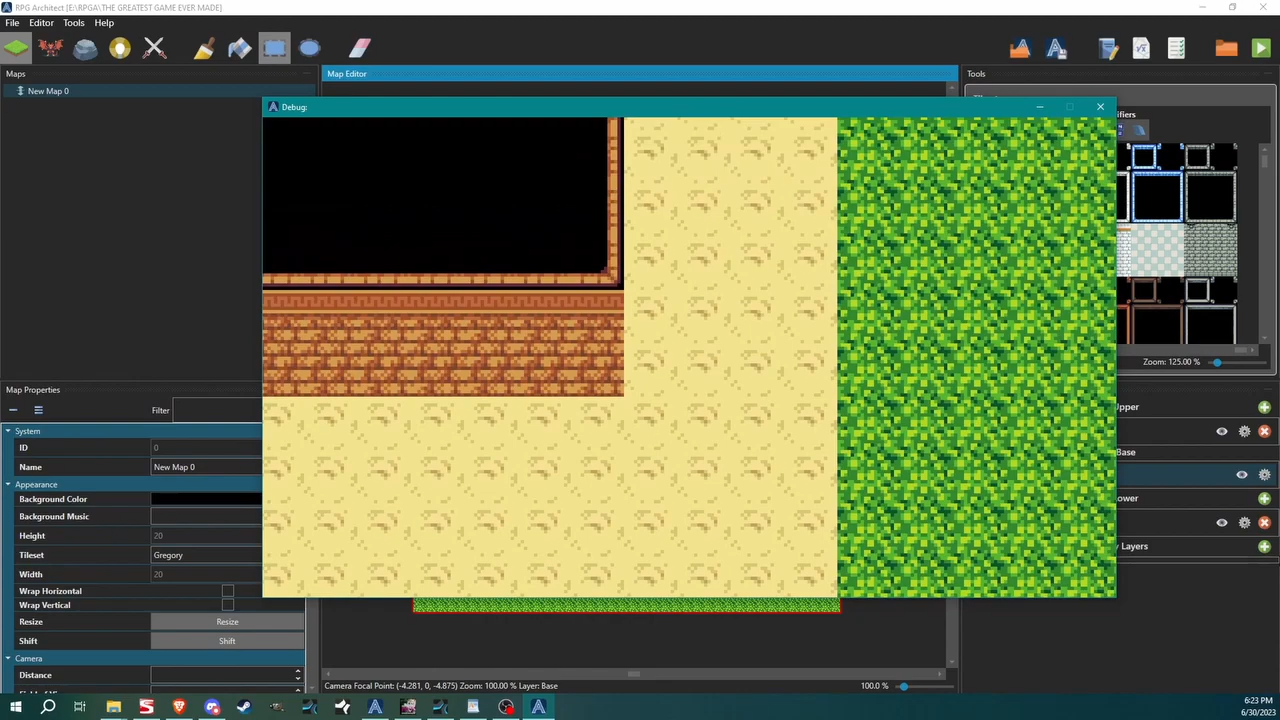 RPG Architect [E:\RPGA\THE GREATEST GAME EVER MADE]
File Editor Tools Help
Maps
Map Editor
Tools
New Map 0
Debug:
Zoom: 125.00 %
Map Properties
Filter
System
ID 0
Name New Map 0
Appearance
Background Color
Background Music
Height 20
Tileset Gregory
Width 20
Wrap Horizontal
Wrap Vertical
Resize Resize
Shift Shift
Camera
Distance
Upper
Base
Layers
Camera Focal Point: (-4.281, 0, -4.875) Zoom: 100.00 % Layer: Base
100.0 %
6:23 PM
6/30/2023